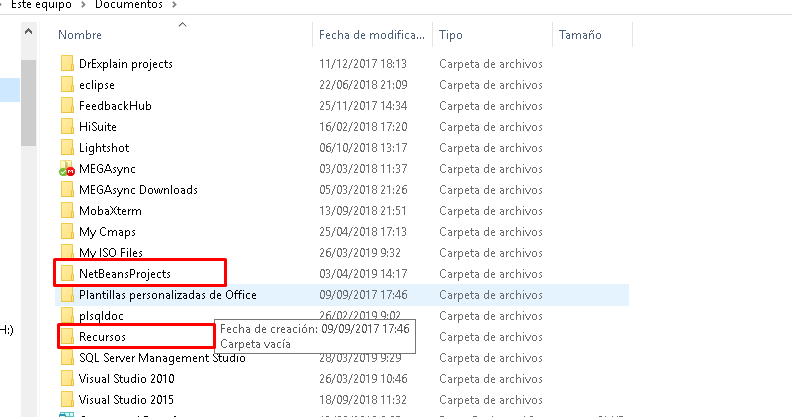 Este equipo > Documentos >
Nombre Fecha de modifica... Tipo Tamaño
DrExplain projects 11/12/2017 18:13 Carpeta de archivos
eclipse 22/06/2018 21:09 Carpeta de archivos
FeedbackHub 25/11/2017 14:34 Carpeta de archivos
HiSuite 16/02/2018 17:20 Carpeta de archivos
Lightshot 06/10/2018 13:17 Carpeta de archivos
MEGAsync 03/03/2018 11:37 Carpeta de archivos
MEGAsync Downloads 05/03/2018 21:26 Carpeta de archivos
MobaXterm 13/09/2018 21:51 Carpeta de archivos
My Cmaps 25/04/2018 17:13 Carpeta de archivos
My ISO Files 26/03/2019 9:32 Carpeta de archivos
NetBeansProjects 03/04/2019 14:17 Carpeta de archivos
Plantillas personalizadas de Office 09/09/2017 17:46 Carpeta de archivos
plsqldoc 26/02/2019 9:02 Carpeta de archivos
H:)
Recursos Carpeta de archivos
Fecha de creación: 09/09/2017 17:46
Carpeta vacía
SQL Server Management Studio 28/03/2019 9:29 Carpeta de archivos
Visual Studio 2010 26/03/2019 10:46 Carpeta de archivos
Visual Studio 2015 18/09/2018 11:32 Carpeta de archivos